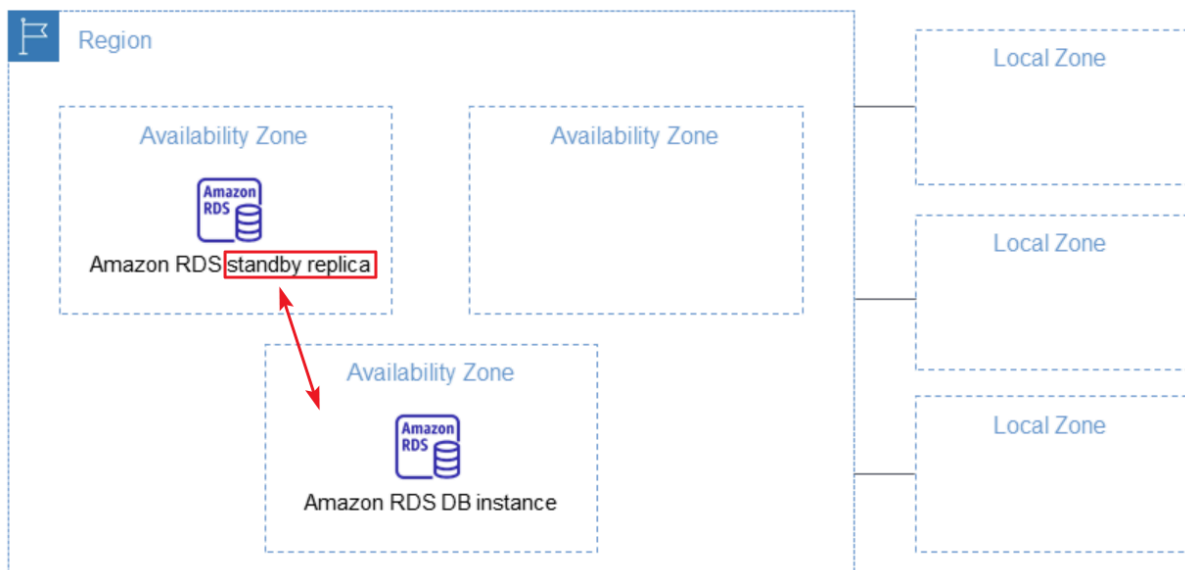 Region
Local Zone
Availability Zone
Availability Zone
Amazon
RDS
Amazon RDS standby replica
Local Zone
Availability Zone
Amazon
RDS
Amazon RDS DB instance
Local Zone